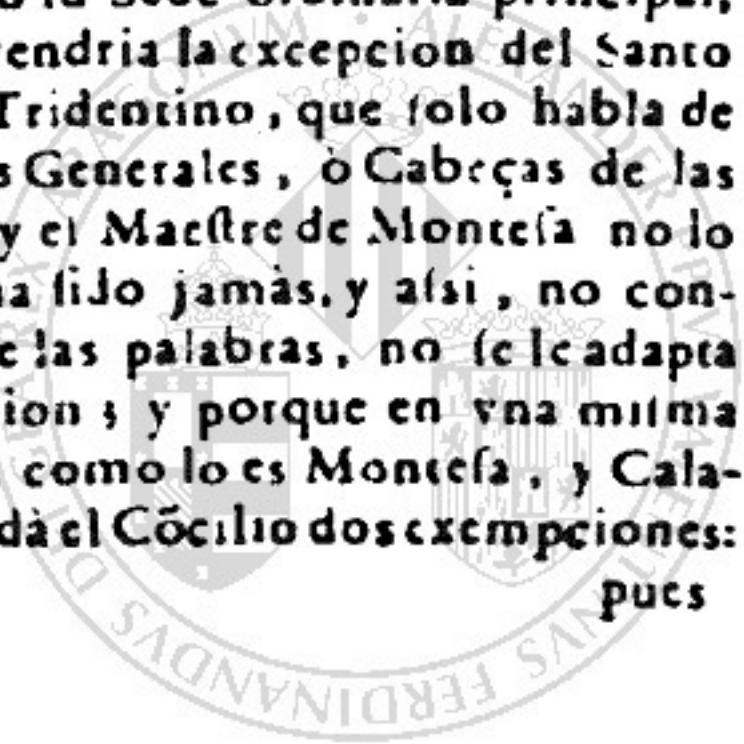 principal,
endria la excepcion del Santo
Tridentino, que ſolo habla de
s Generales, ò Cabeças de las
y el Maeſtre de Monteſa no lo
ha ſido jamàs, y aſsi, no con-
e las palabras, no ſe le adapta
ion; y porque en vna miſma
como lo es Monteſa, y Cala-
dà el Cõcilio dos exempciones:
pues